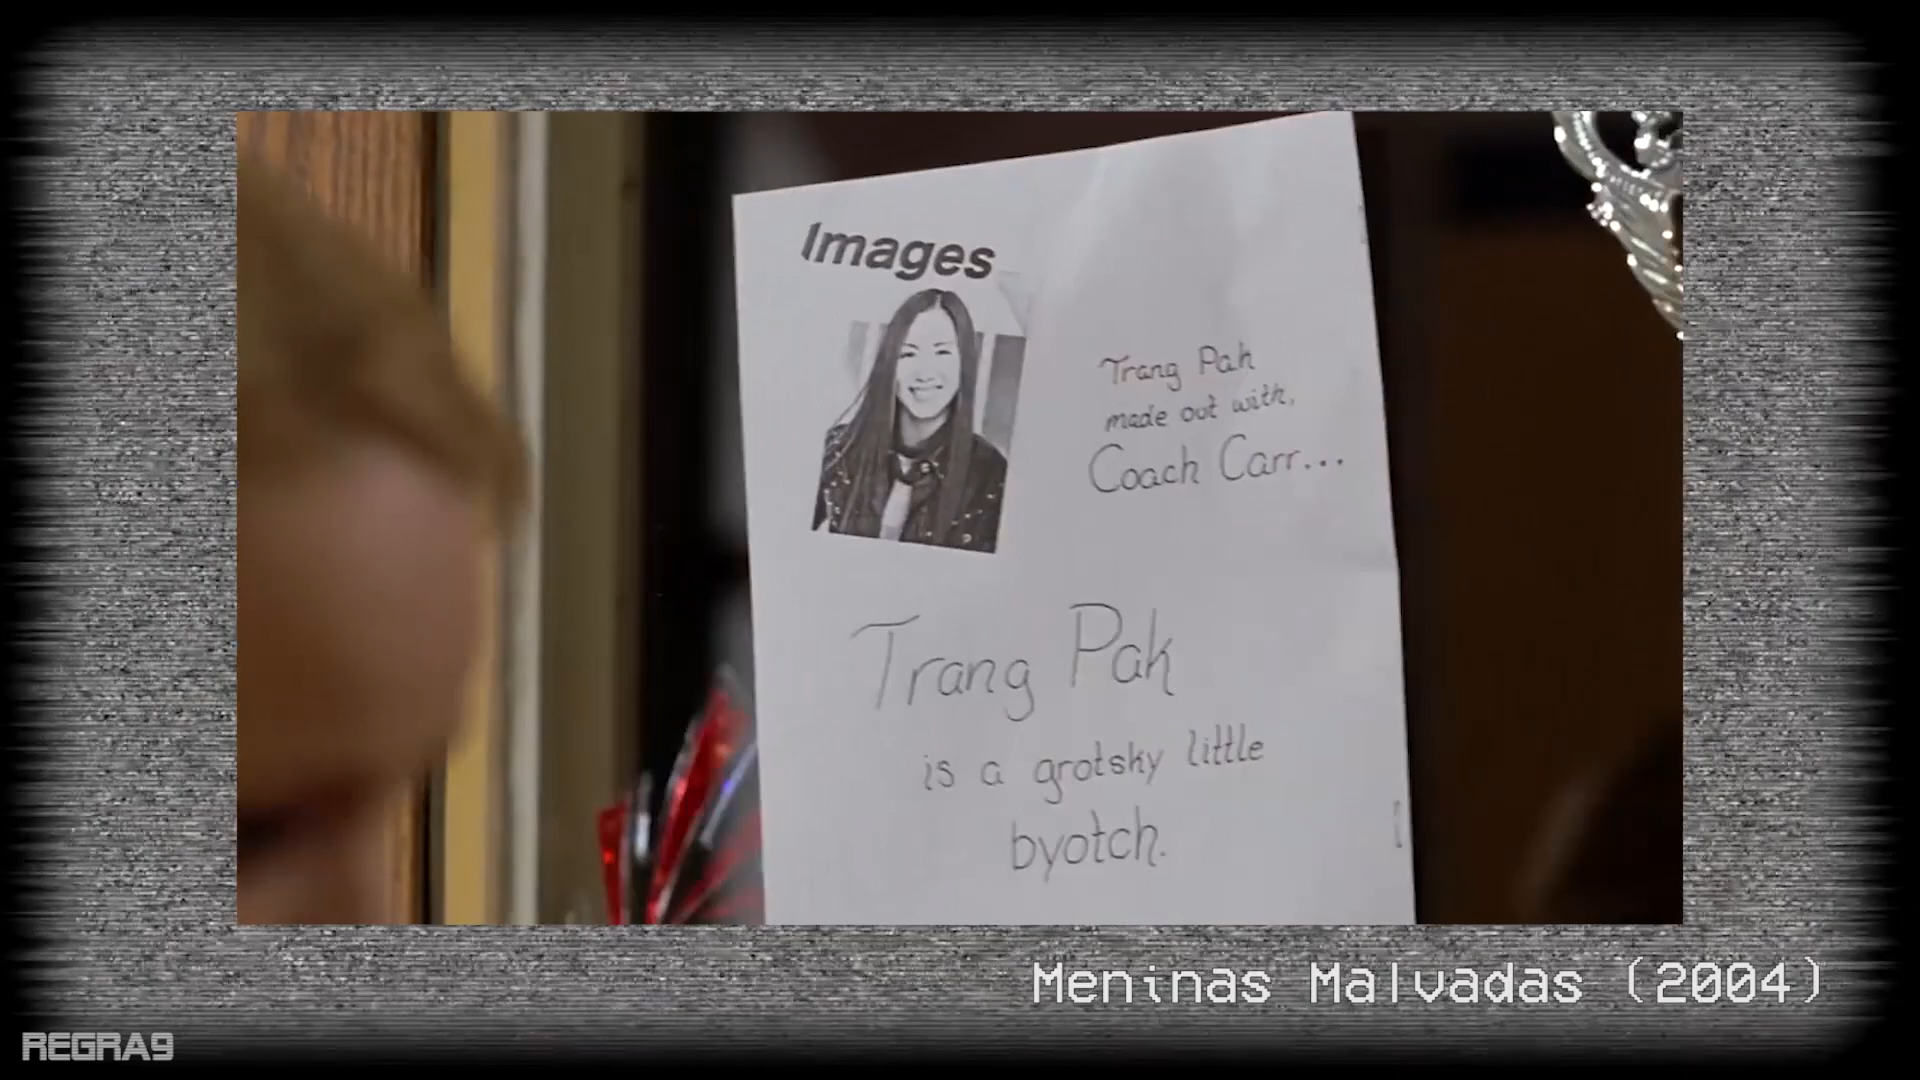 Images
Trang Pak
made out with,
Coach Carr...
Trang Pak
is a grotsky little
byotch.
Meninas Malvadas (2004)
REGRA9